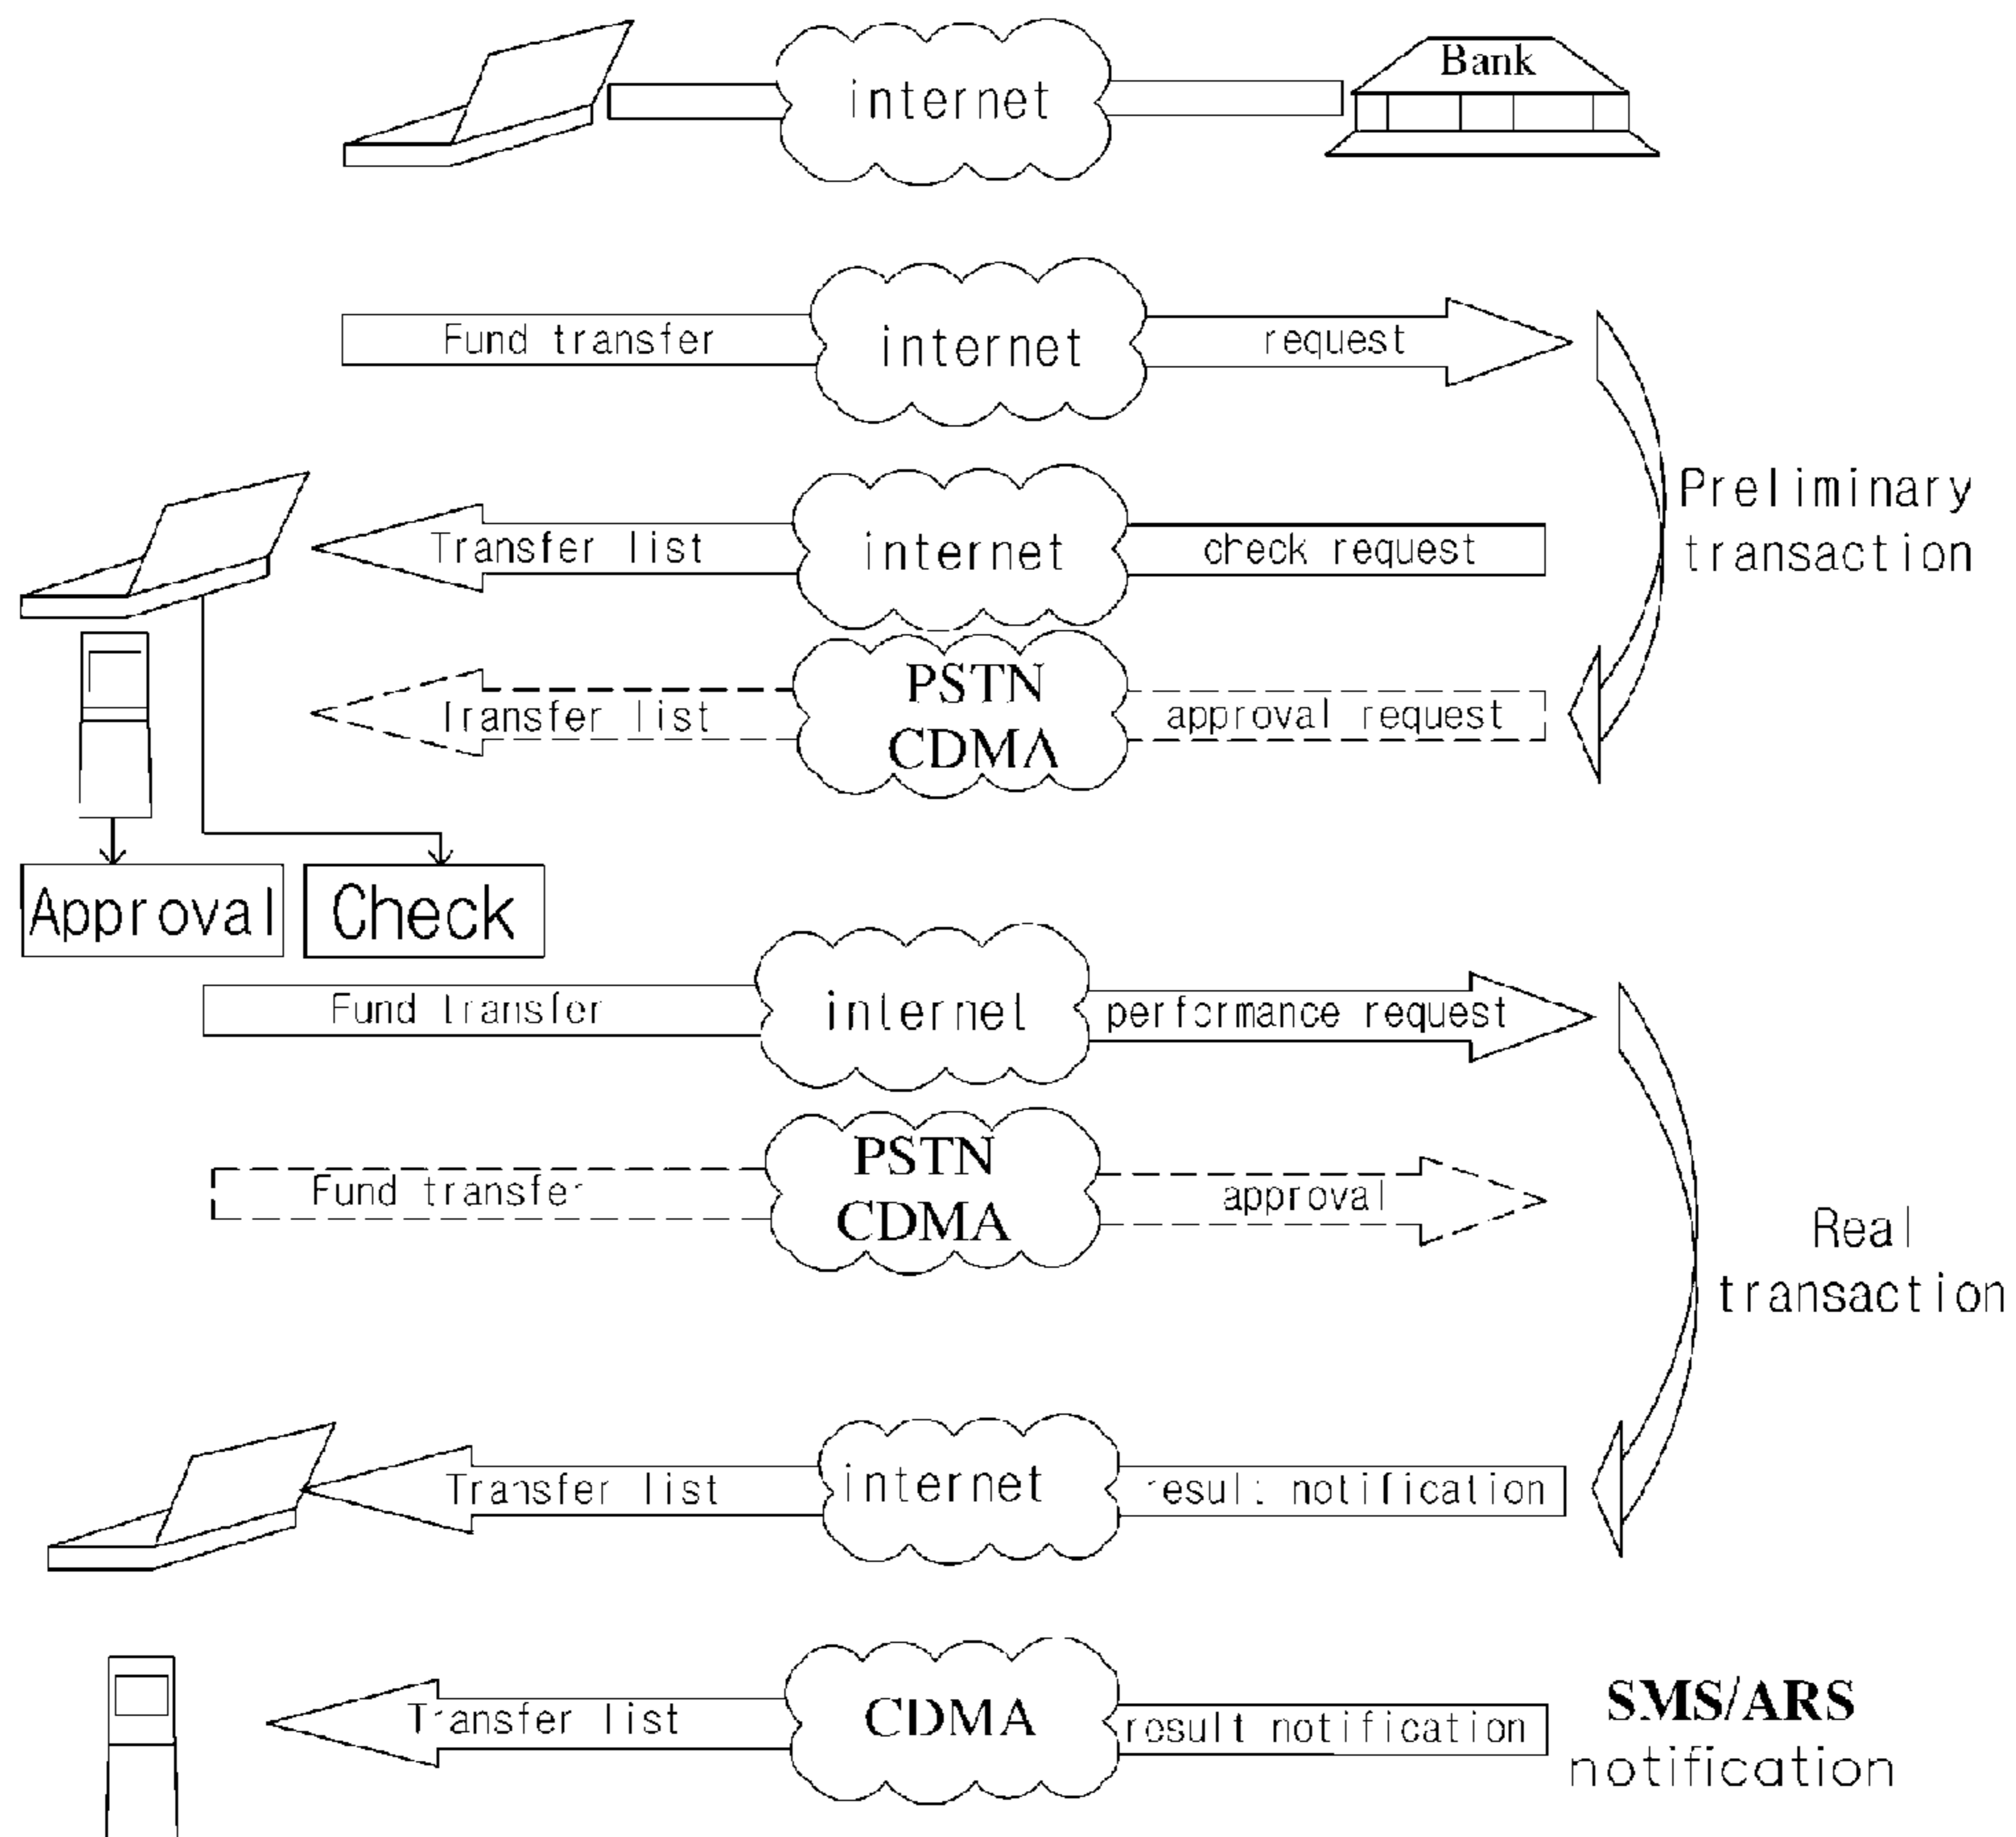 internet
Bank
Fund transfer
internet
request
Transfer list
internet
check request
Preliminary
transaction
Transfer list
PSTN
CDMA
approval request
Approval
Check
Fund transfer
internet
performance request
Fund transfer
PSTN
CDMA
approval
Real
transaction
Transfer list
internet
result notification
Transfer list
CDMA
result notification
SMS/ARS
notification